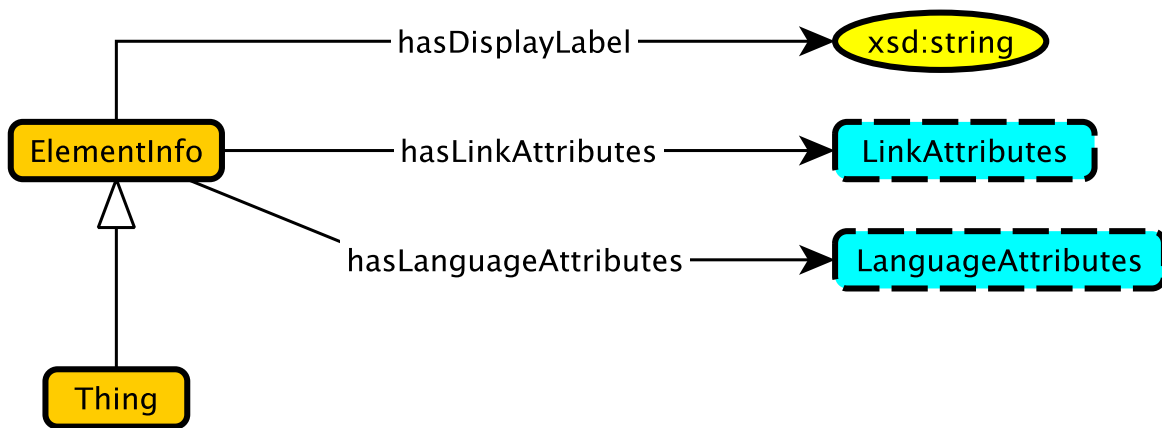 hasDisplayLabel
xsd:string
ElementInfo
hasLinkAttributes
LinkAttributes
hasLanguageAttributes
LanguageAttributes
Thing